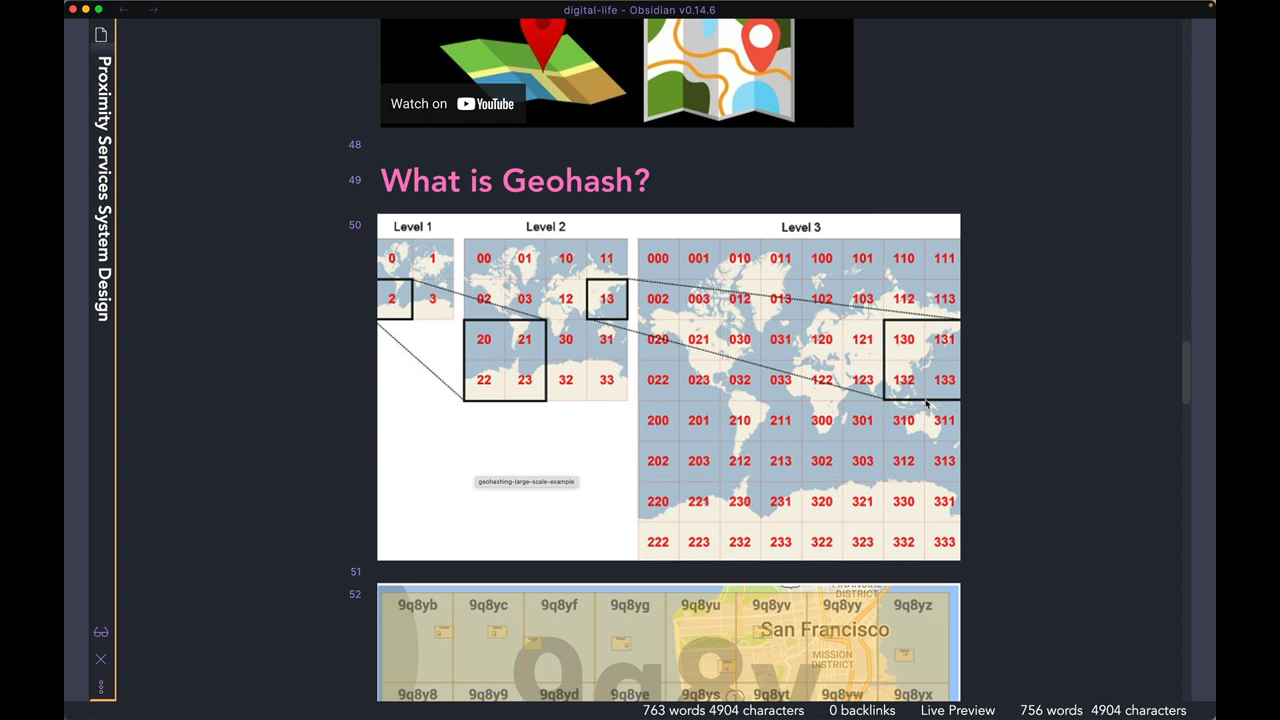 digital-life - Obsidian v0.14.6
Proximity Services System Design
Watch on YouTube
48
49 What is Geohash?
50
Level 1 Level 2 Level 3
0 1 00 01 10 11 000 001 010 011 100 101 110 111
2 3 02 03 12 13 002 003 012 013 102 103 112 113
20 21 30 31 020 021 030 031 120 121 130 131
22 23 32 33 022 023 032 033 122 123 132 133
200 201 210 211 300 301 310 311
202 203 212 213 302 303 312 313
geohashing-large-scale-example
220 221 230 231 320 321 330 331
222 223 232 233 322 323 332 333
51
52
DISTRICT
9q8yb 9q8yc 9q8yf 9q8yg 9q8yu 9q8yv 9q8yy 9q8yz
San Francisco
MISSION
DISTRICT
9q8y
9q8y8 9q8y9 9q8yd 9q8ye 9q8ys 9q8yt 9q8yw 9q8yx
763 words 4904 characters 0 backlinks Live Preview 756 words 4904 characters